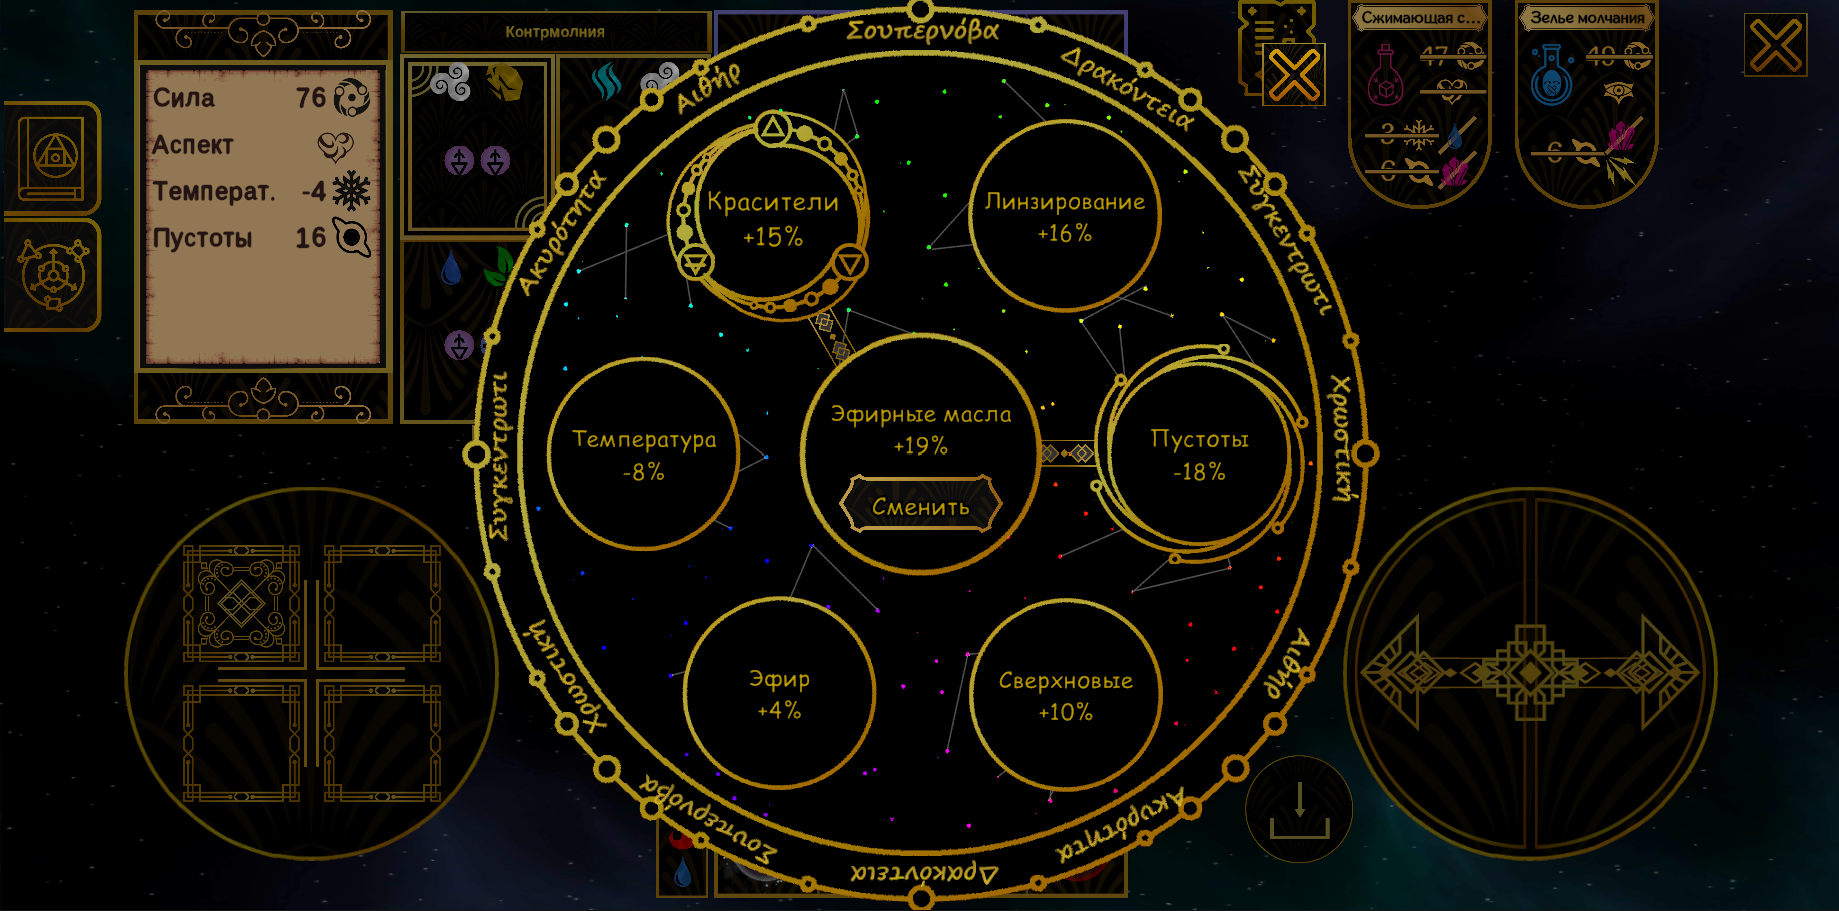 Сила 76
Аспект
Температ. -4
Пустоты 16
Контрмолния
Σουπερνόβα
Δρακόντεια
Συγκεντρωτι
Χρωστική
Αιθήρ
Ακυρότητα
Δρακόντεια
Σουπερνόβα
Χρωστική
Συγκεντρωτι
Ακυρότητα
Αιθήρ
Красители
+15%
Линзирование
+16%
Температура
-8%
Эфирные масла
+19%
Сменить
Пустоты
-18%
Эфир
+4%
Сверхновые
+10%
Сжимающая с...
47
3
6
Зелье молчания
49
6